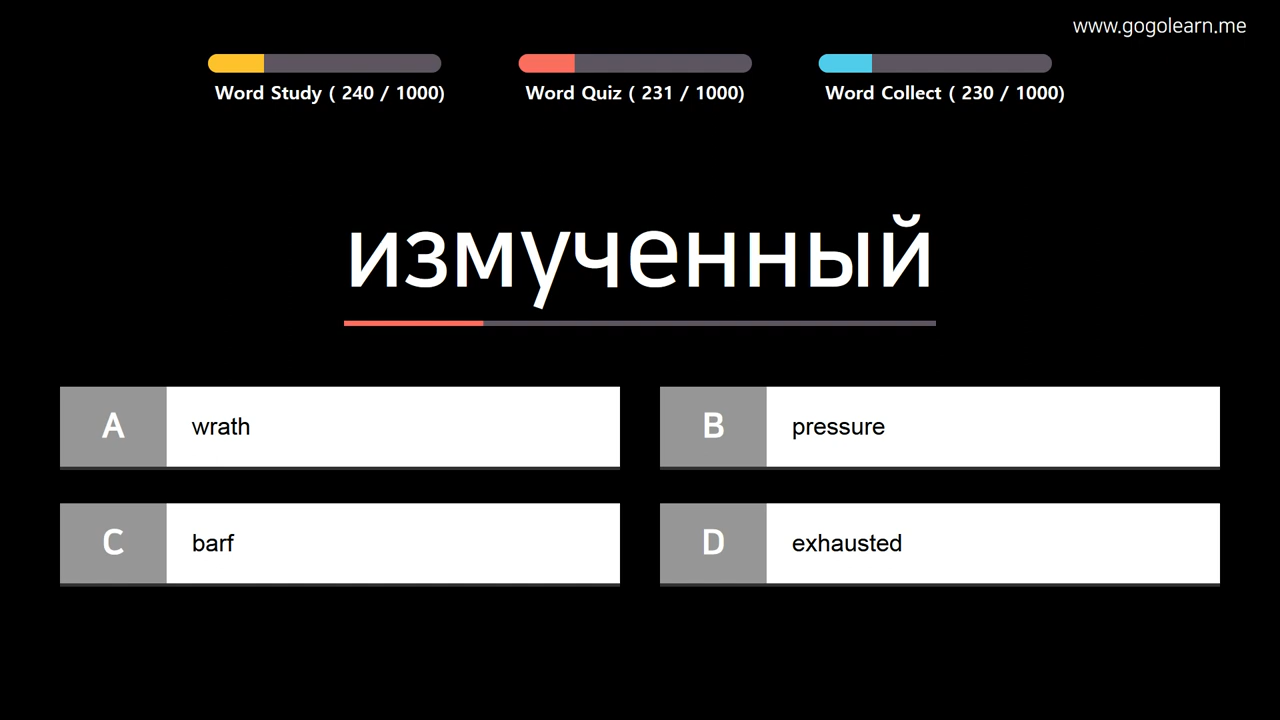 www.gogolearn.me
Word Study ( 240 / 1000)
Word Quiz ( 231 / 1000)
Word Collect ( 230 / 1000)
измученный
A wrath
B pressure
C barf
D exhausted